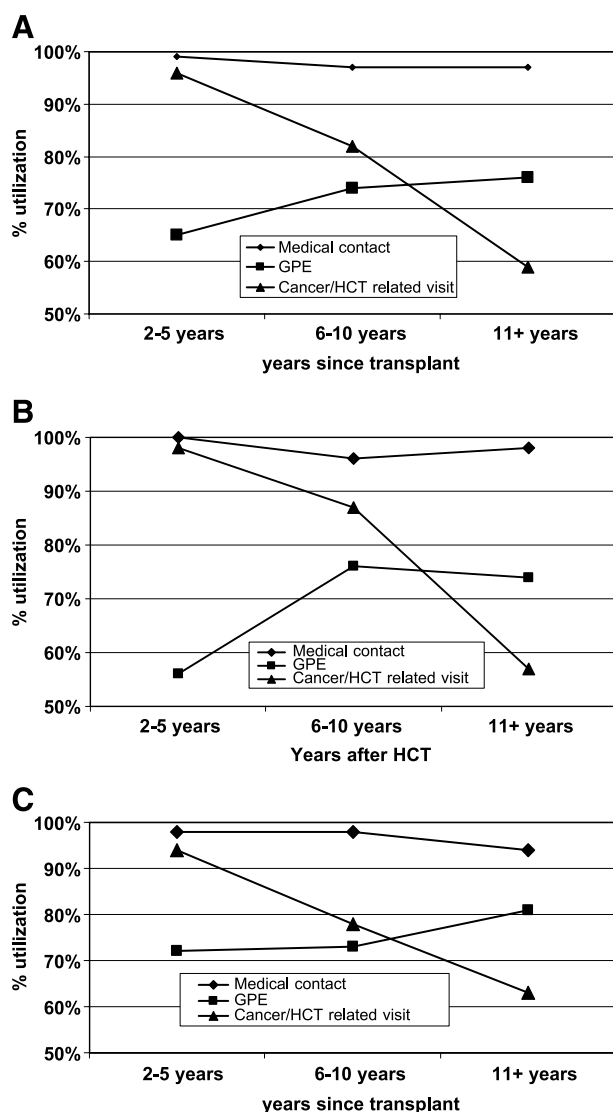 A
100%
90%
80%
70%
60%
50%
% utilization
Medical contact
GPE
Cancer/HCT related visit
2-5 years 6-10 years 11+ years
years since transplant
B
100%
90%
80%
70%
60%
50%
% utilization
Medical contact
GPE
Cancer/HCT related visit
2-5 years 6-10 years 11+ years
Years after HCT
C
100%
90%
80%
70%
60%
50%
% utilization
Medical contact
GPE
Cancer/HCT related visit
2-5 years 6-10 years 11+ years
years since transplant